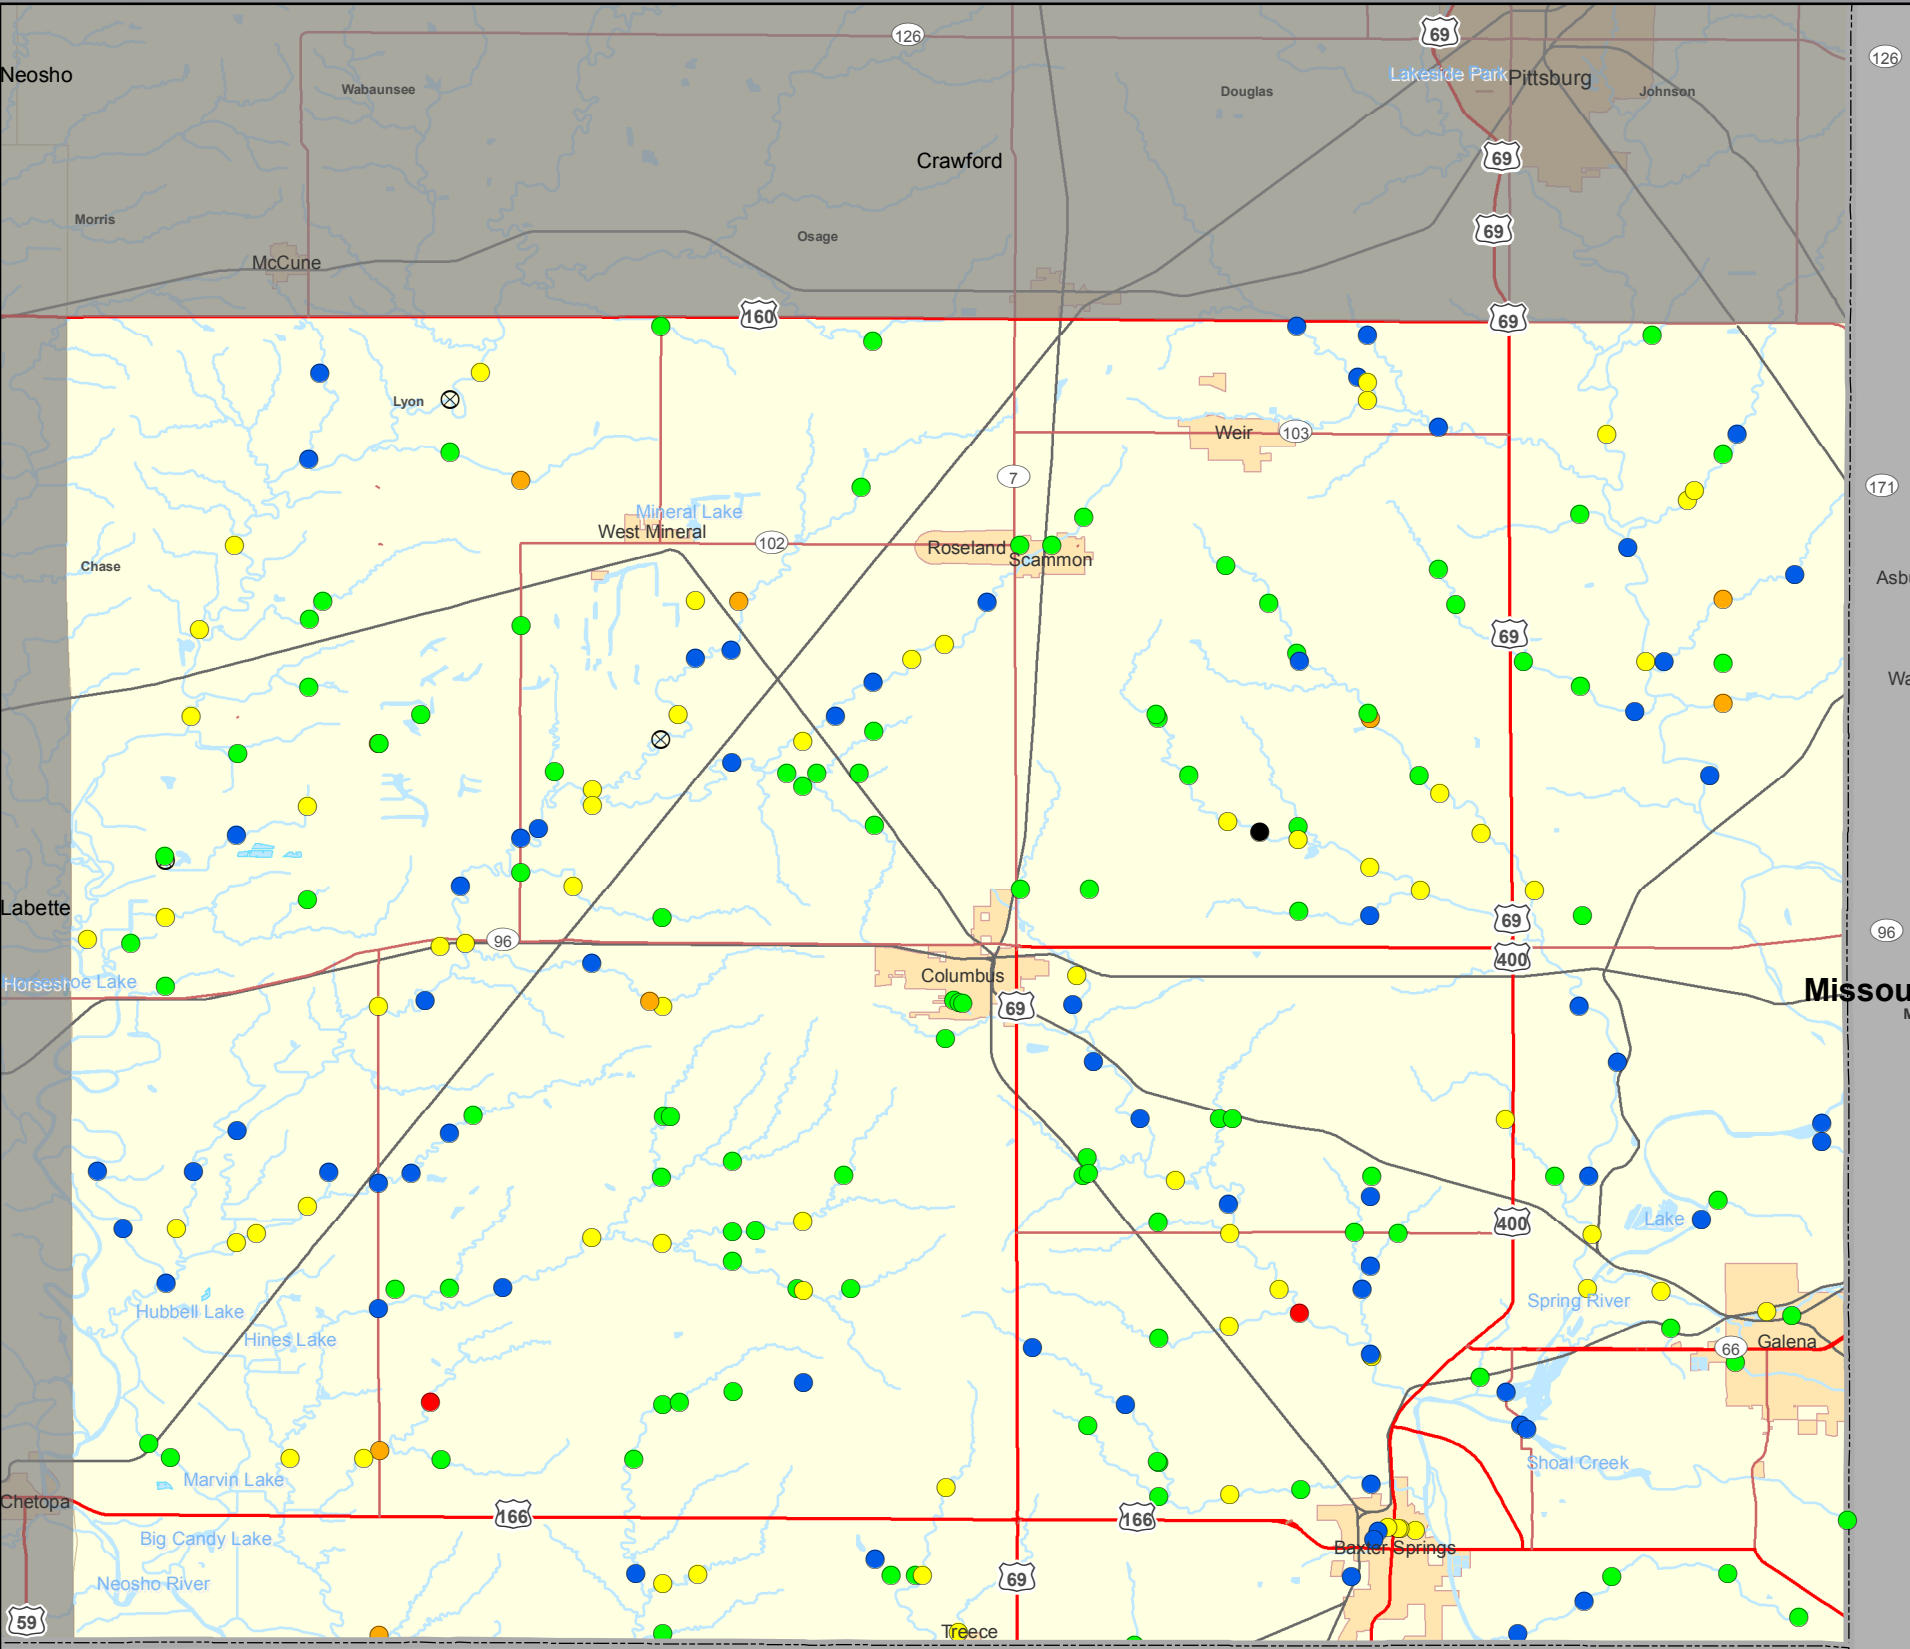 69
126
126
Neosho
Lakeside Park
Pittsburg
Wabaunsee
Douglas
Johnson
69
Crawford
Morris
69
Osage
McCune
160
69
Lyon
Weir
103
7
171
Mineral Lake
West Mineral
102
Roseland
Scammon
Chase
69
Labette
69
96
96
400
Columbus
Horseshoe Lake
Missou
69
Lake
400
Spring River
Hubbell Lake
Hines Lake
Galena
66
Shoal Creek
Marvin Lake
Chetopa
166
166
Big Candy Lake
Baxter Springs
Neosho River
69
59
Treece